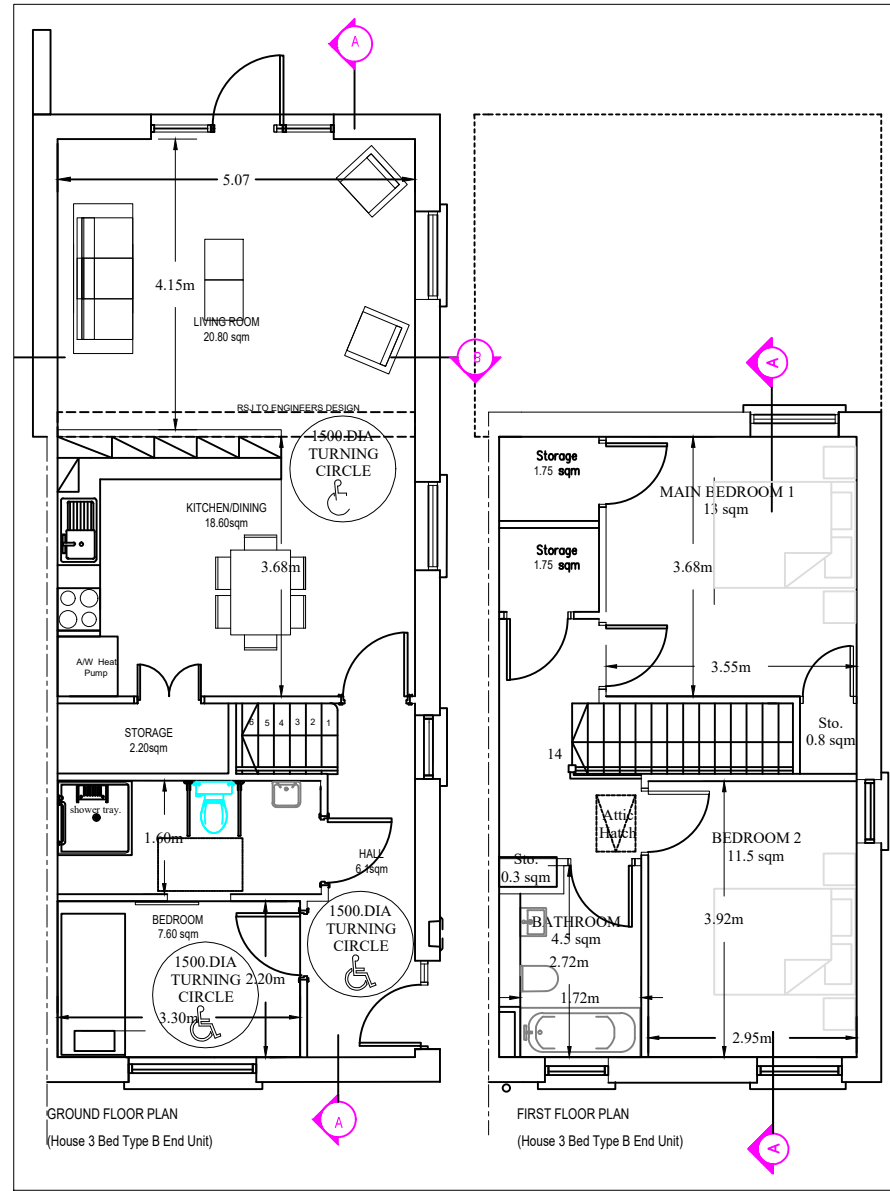 A
5.07
4.15m
LIVING ROOM
20.80 sqm
B
A
RSJ TO ENGINEERS DESIGN
1500.DIA
TURNING
CIRCLE
KITCHEN/DINING
18.60sqm
3.68m
A/W Heat
Pump
STORAGE
2.20sqm
6 5 4 3 2 1
shower tray.
1.60m
HALL
6.1sqm
BEDROOM
7.60 sqm
1500.DIA
TURNING
CIRCLE
1500.DIA
TURNING
CIRCLE
2.20m
3.30m
GROUND FLOOR PLAN
(House 3 Bed Type B End Unit)
A
Storage
1.75 sqm
MAIN BEDROOM 1
13 sqm
Storage
1.75 sqm
3.68m
3.55m
Sto.
0.8 sqm
14
Attic
Hatch
BEDROOM 2
11.5 sqm
Sto.
0.3 sqm
BATHROOM
4.5 sqm
3.92m
2.72m
1.72m
2.95m
FIRST FLOOR PLAN
(House 3 Bed Type B End Unit)
A